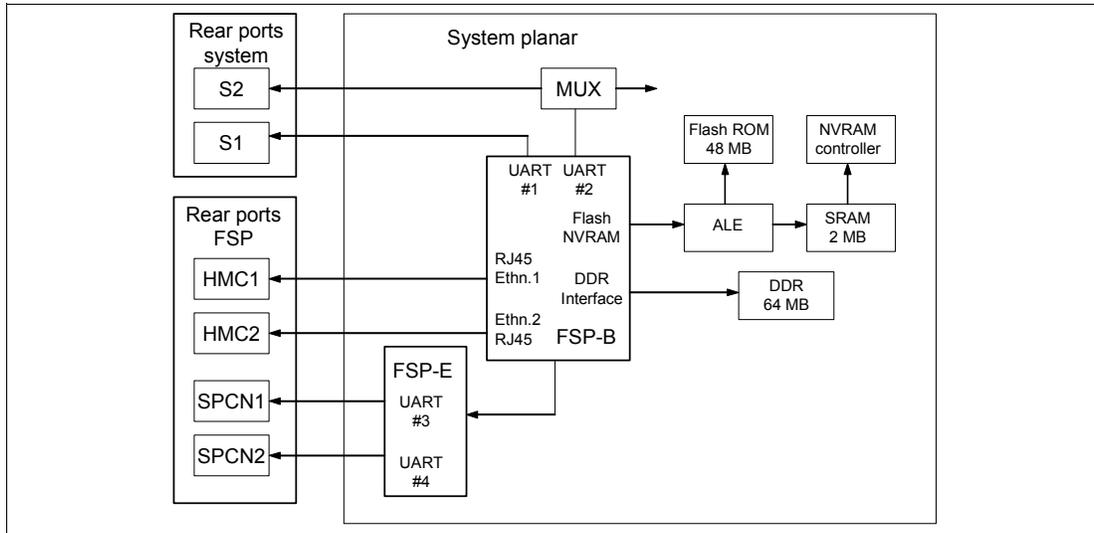 Rear ports
system
S2
S1
Rear ports
FSP
HMC1
HMC2
SPCN1
SPCN2
System planar
MUX
UART
#1
UART
#2
Flash
NVRAM
RJ45
Ethn.1
DDR
Interface
Ethn.2
RJ45
FSP-B
FSP-E
UART
#3
UART
#4
Flash ROM
48 MB
NVRAM
controller
ALE
SRAM
2 MB
DDR
64 MB